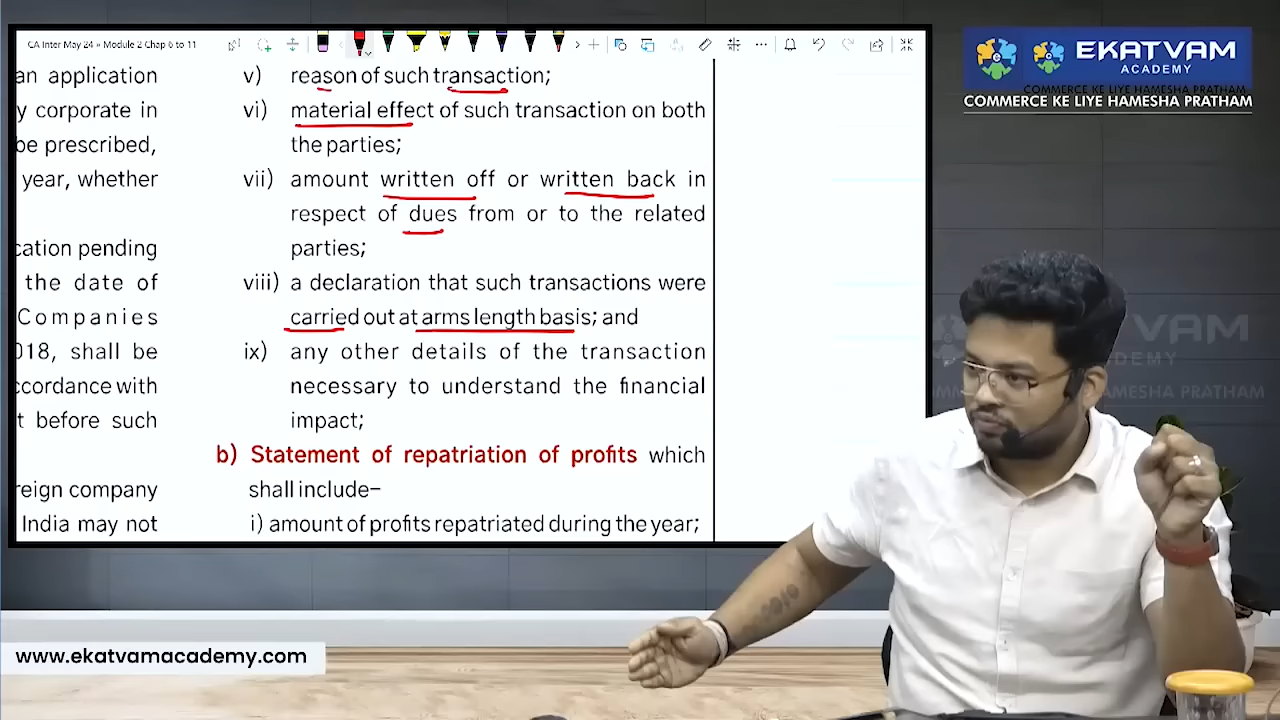 CA Inter May 24 » Module 2 Chap 6 to 11
an application
y corporate in
be prescribed,
year, whether
cation pending
the date of
Companies
018, shall be
ccordance with
t before such
reign company
India may not
v) reason of such transaction;
vi) material effect of such transaction on both
the parties;
vii) amount written off or written back in
respect of dues from or to the related
parties;
viii) a declaration that such transactions were
carried out at arms length basis; and
ix) any other details of the transaction
necessary to understand the financial
impact;
b) Statement of repatriation of profits which
shall include-
i) amount of profits repatriated during the year;
EKATVAM
ACADEMY
COMMERCE KE LIYE HAMESHA PRATHAM
COMMERCE KE LIYE HAMESHA PRATHAM
TVAM
DEMY
COMM
AMESHA PRATHAM
www.ekatvamacademy.com